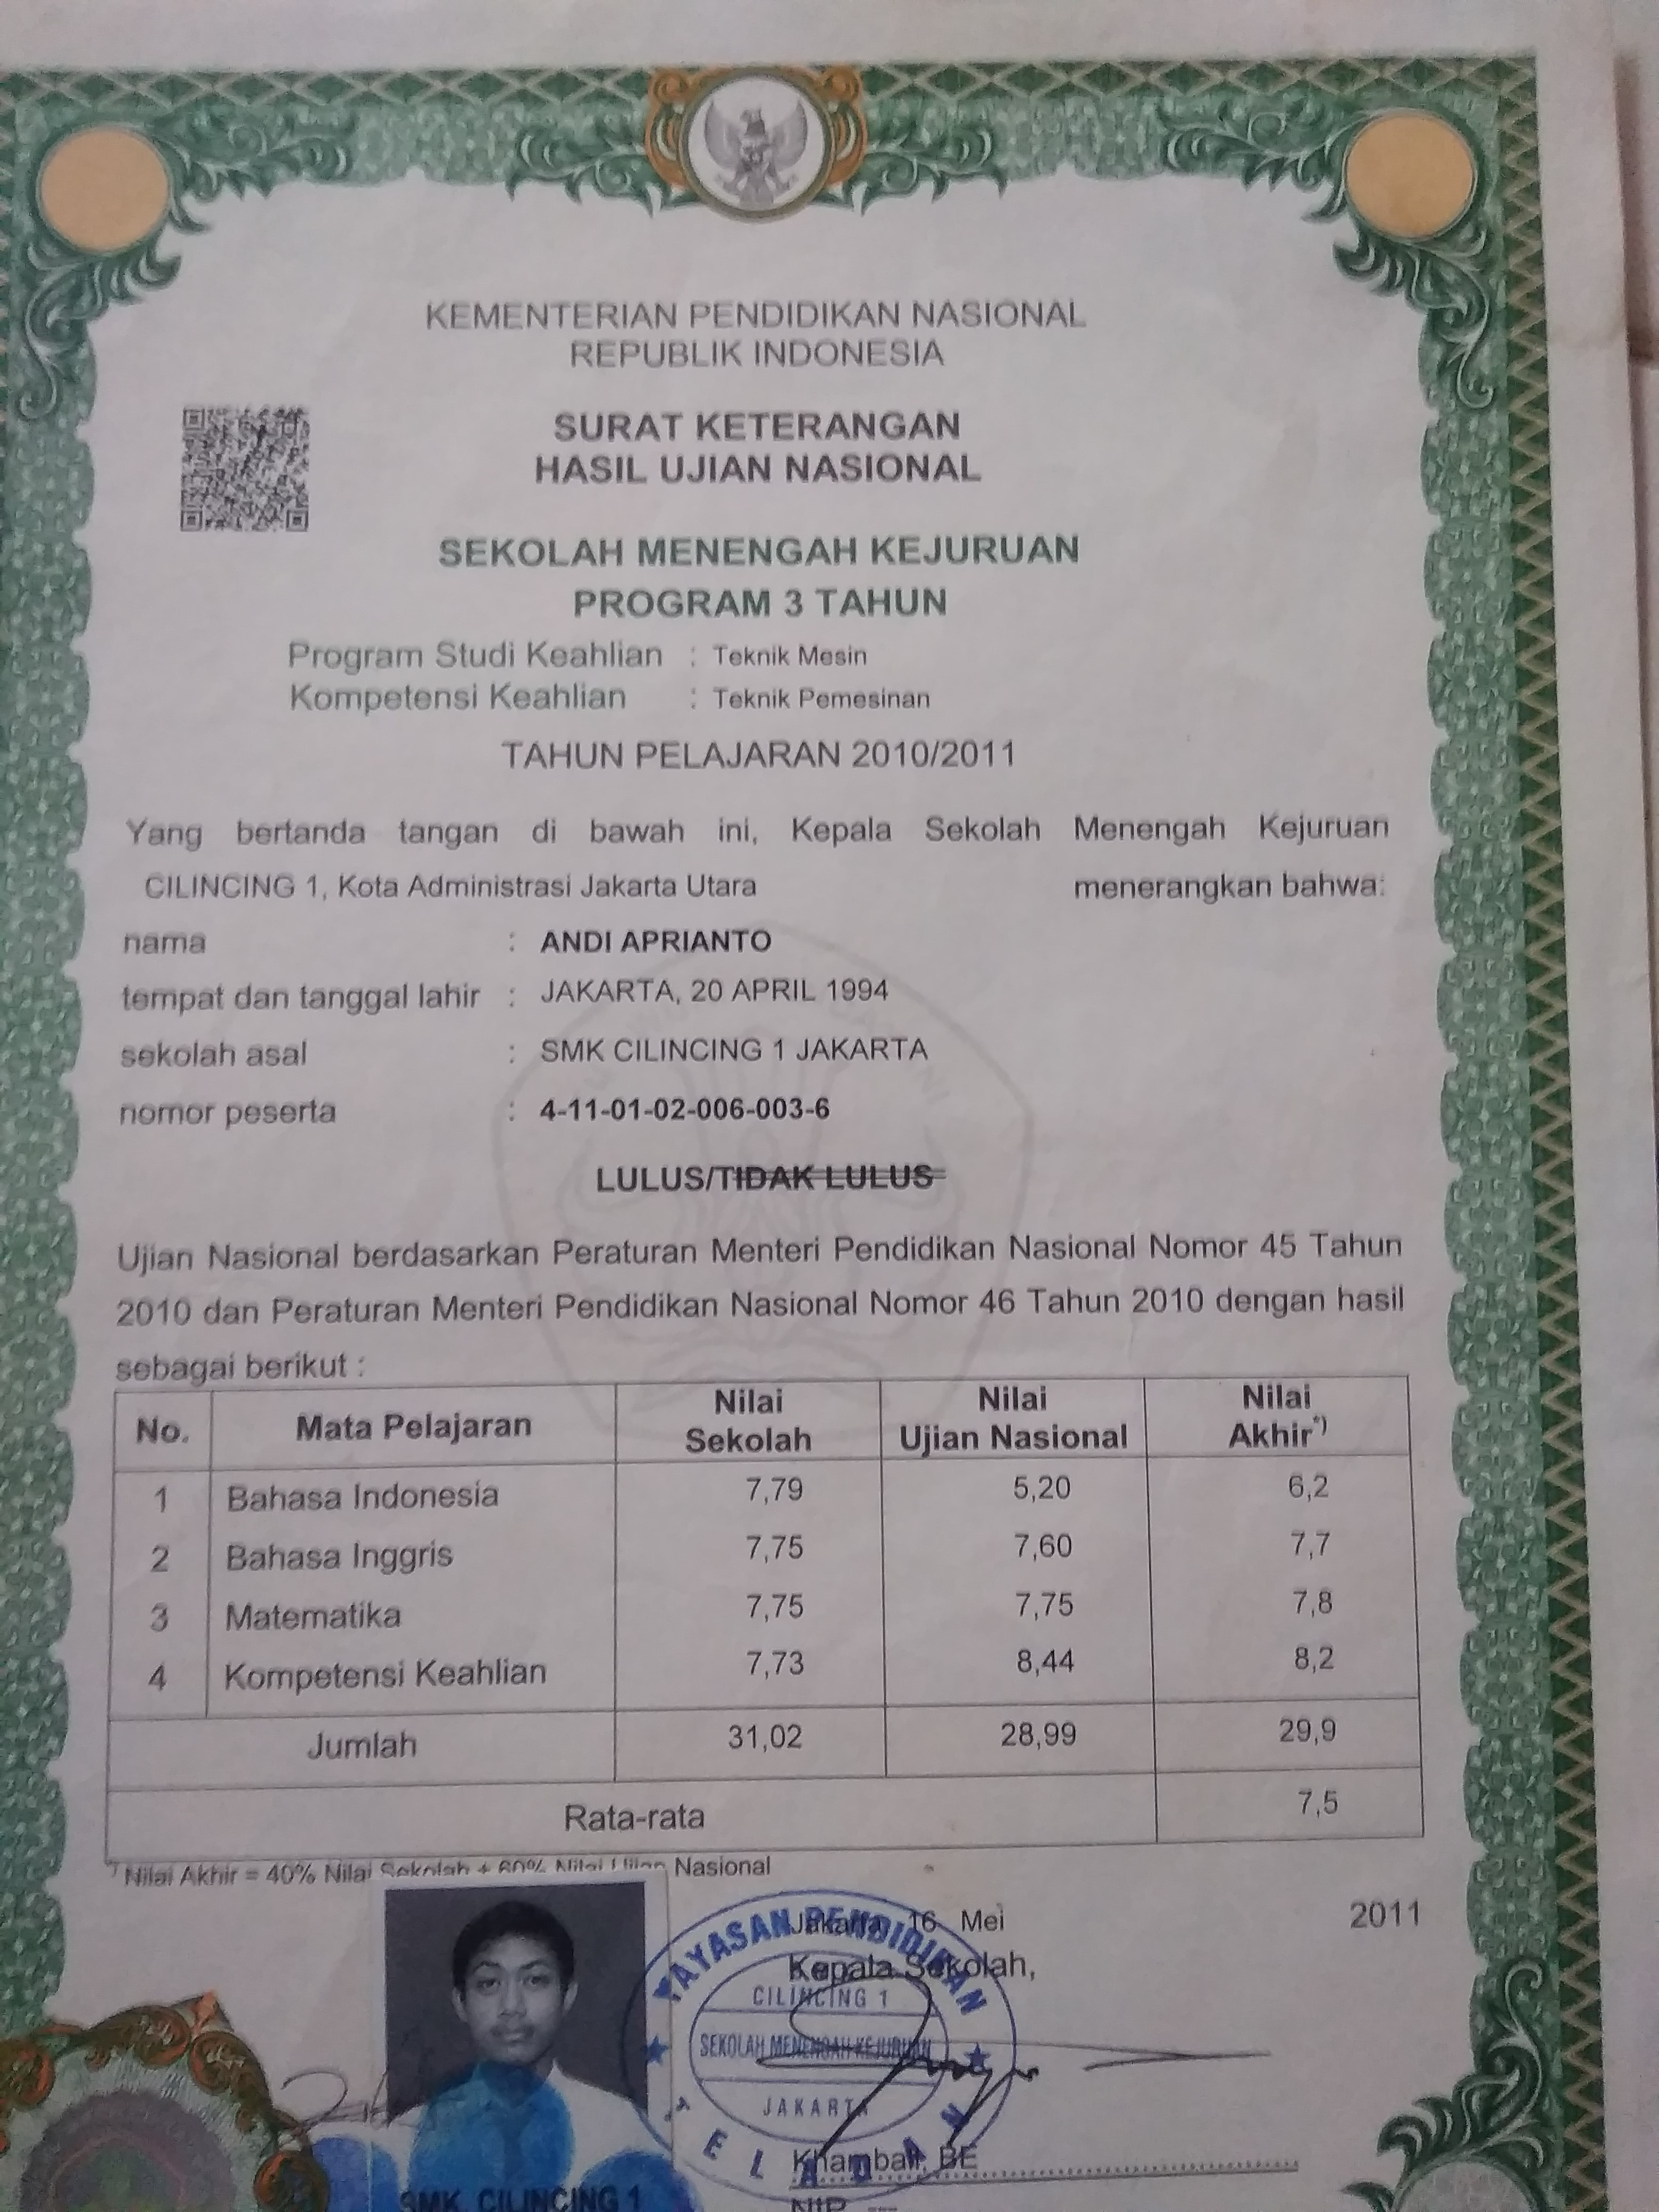 KEMENTERIAN PENDIDIKAN NASIONAL
REPUBLIK INDONESIA
SURAT KETERANGAN
HASIL UJIAN NASIONAL
SEKOLAH MENENGAH KEJURUAN
PROGRAM 3 TAHUN
Program Studi Keahlian : Teknik Mesin
Kompetensi Keahlian : Teknik Pemesinan
TAHUN PELAJARAN 2010/2011
Yang bertanda tangan di bawah ini, Kepala Sekolah Menengah Kejuruan
CILINCING 1, Kota Administrasi Jakarta Utara menerangkan bahwa:
nama : ANDI APRIANTO
tempat dan tanggal lahir : JAKARTA, 20 APRIL 1994
sekolah asal : SMK CILINCING 1 JAKARTA
nomor peserta : 4-11-01-02-006-003-6
LULUS/TIDAK LULUS
Ujian Nasional berdasarkan Peraturan Menteri Pendidikan Nasional Nomor 45 Tahun
2010 dan Peraturan Menteri Pendidikan Nasional Nomor 46 Tahun 2010 dengan hasil
sebagai berikut :
No. Mata Pelajaran Nilai Sekolah Nilai Ujian Nasional Nilai Akhir*)
1 Bahasa Indonesia 7,79 5,20 6,2
2 Bahasa Inggris 7,75 7,60 7,7
3 Matematika 7,75 7,75 7,8
4 Kompetensi Keahlian 7,73 8,44 8,2
Jumlah 31,02 28,99 29,9
Rata-rata 7,5
*) Nilai Akhir = 40% Nilai Sekolah + 60% Nilai Ujian Nasional
Jakarta, 16 Mei 2011
Kepala Sekolah,
YAYASAN PENDIDIKAN
CILINCING 1
SEKOLAH MENENGAH KEJURUAN
JAKARTA
TELADAN
Khambali, BE
NIP. ---
SMK. CILINCING 1